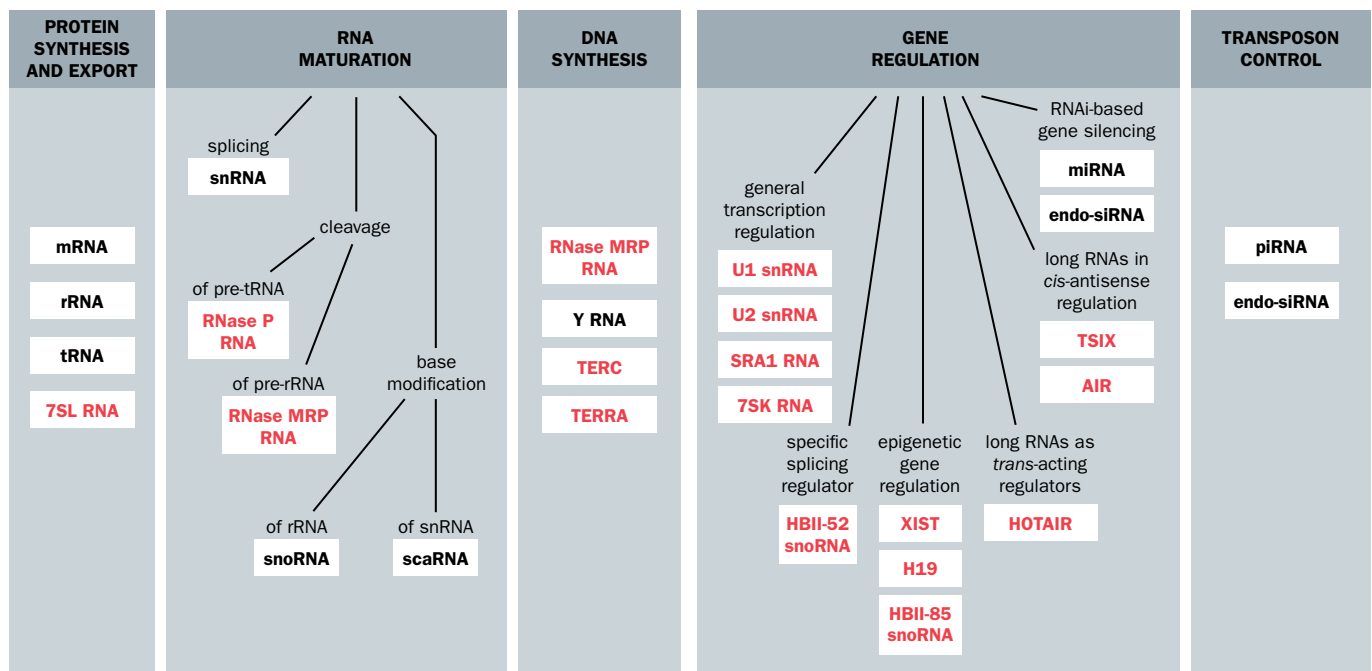 PROTEIN
SYNTHESIS
AND EXPORT
mRNA
rRNA
tRNA
7SL RNA
RNA
MATURATION
splicing
snRNA
cleavage
of pre-tRNA
RNase P
RNA
of pre-rRNA
RNase MRP
RNA
base
modification
of rRNA
snoRNA
of snRNA
scaRNA
DNA
SYNTHESIS
RNase MRP
RNA
Y RNA
TERC
TERRA
GENE
REGULATION
general
transcription
regulation
U1 snRNA
U2 snRNA
SRA1 RNA
7SK RNA
specific
splicing
regulator
HBII-52
snoRNA
epigenetic
gene
regulation
XIST
H19
HBII-85
snoRNA
long RNAs as
trans-acting
regulators
HOTAIR
long RNAs in
cis-antisense
regulation
TSIX
AIR
RNAi-based
gene silencing
miRNA
endo-siRNA
TRANSPOSON
CONTROL
piRNA
endo-siRNA